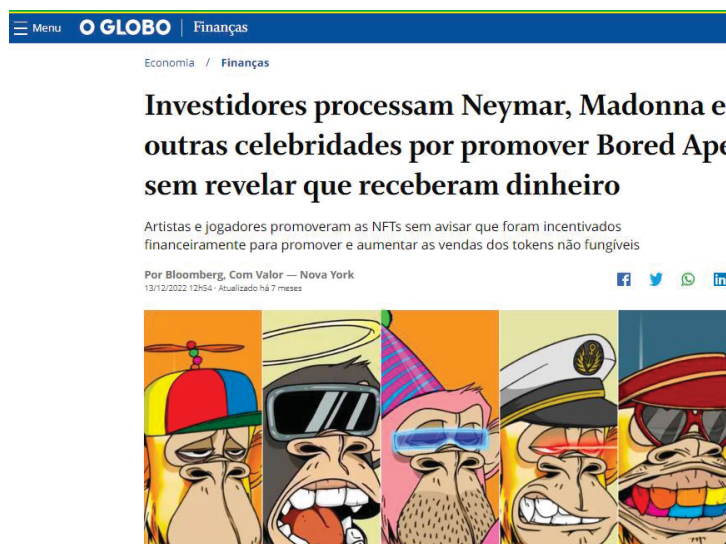 Menu O GLOBO | Finanças
Economia / Finanças
Investidores processam Neymar, Madonna e
outras celebridades por promover Bored Ape
sem revelar que receberam dinheiro
Artistas e jogadores promoveram as NFTs sem avisar que foram incentivados
financeiramente para promover e aumentar as vendas dos tokens não fungíveis
Por Bloomberg, Com Valor — Nova York
13/12/2022 12h54 · Atualizado há 7 meses